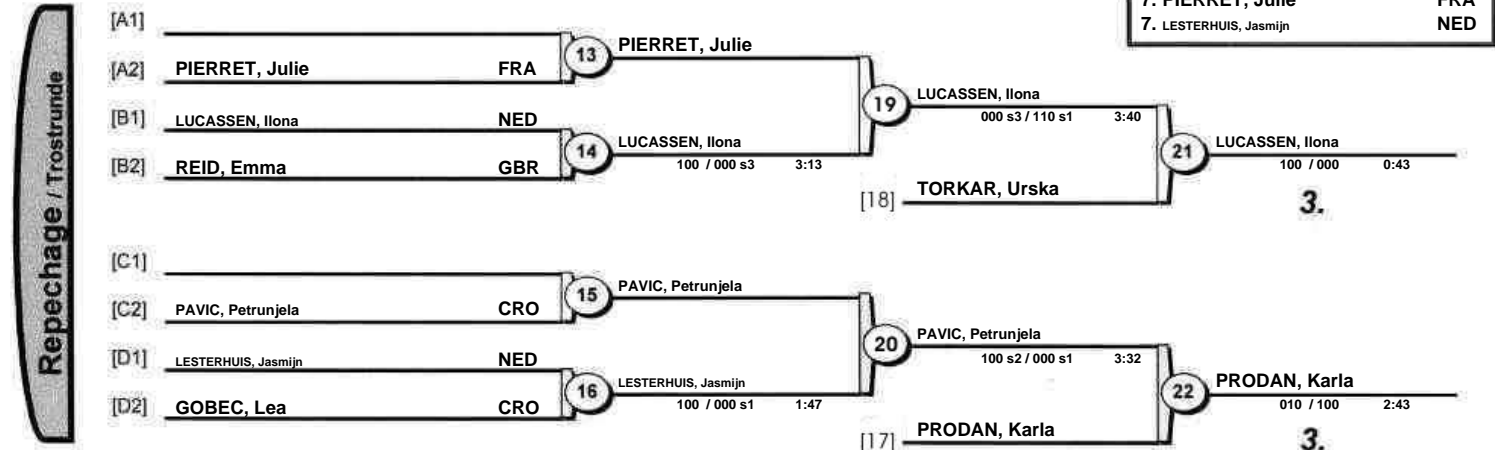 7. PIERRET, Julie FRA
7. LESTERHUIS, Jasmijn NED
Repechage / Trostrunde
[A1]
[A2] PIERRET, Julie FRA
13 PIERRET, Julie
[B1] LUCASSEN, Ilona NED
[B2] REID, Emma GBR
14 LUCASSEN, Ilona
100 / 000 s3 3:13
19 LUCASSEN, Ilona
000 s3 / 110 s1 3:40
[18] TORKAR, Urska
21 LUCASSEN, Ilona
100 / 000 0:43
3.
[C1]
[C2] PAVIC, Petrunjela CRO
15 PAVIC, Petrunjela
[D1] LESTERHUIS, Jasmijn NED
[D2] GOBEC, Lea CRO
16 LESTERHUIS, Jasmijn
100 / 000 s1 1:47
20 PAVIC, Petrunjela
100 s2 / 000 s1 3:32
[17] PRODAN, Karla
22 PRODAN, Karla
010 / 100 2:43
3.